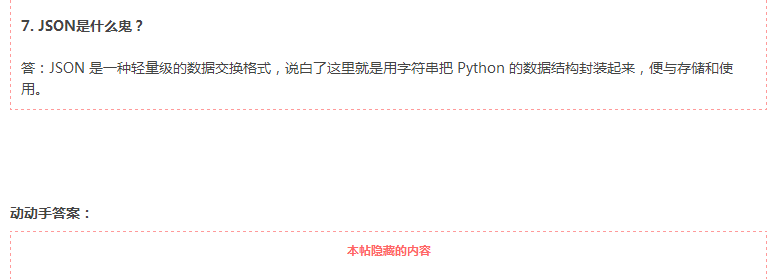 7. JSON是什么鬼？
答：JSON 是一种轻量级的数据交换格式，说白了这里就是用字符串把 Python 的数据结构封装起来，便与存储和使
用。
动动手答案：
本帖隐藏的内容